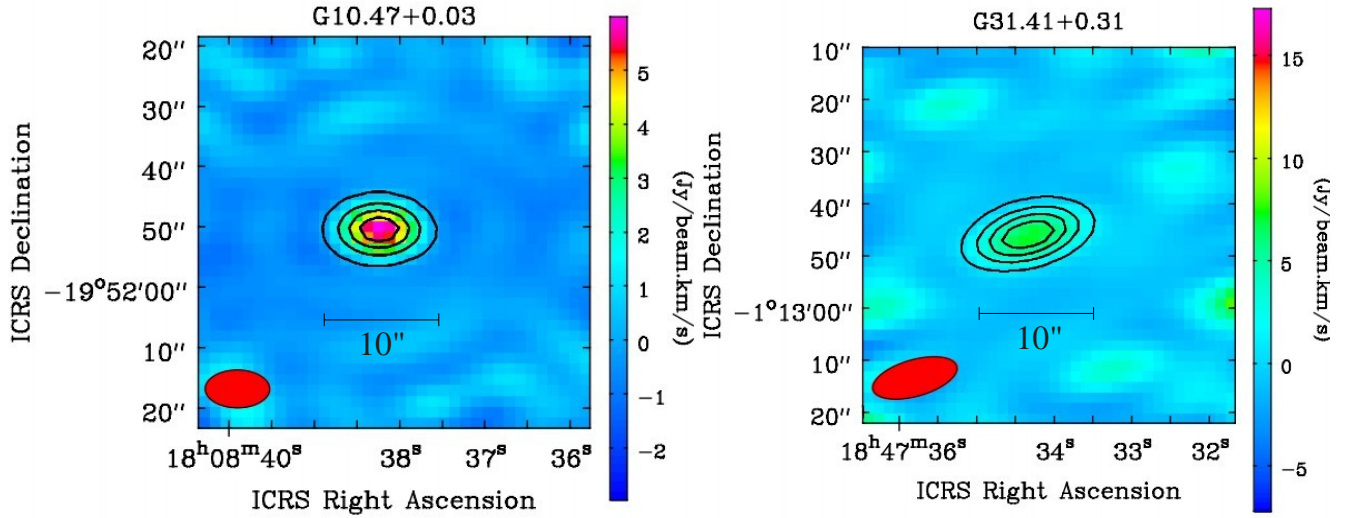 G10.47+0.03
20"
30"
40"
50"
−19°52'00"
10"
20"
ICRS Declination
10"
18ʰ08ᵐ40ˢ
38ˢ
37ˢ
36ˢ
ICRS Right Ascension
5
4
3
2
1
0
−1
−2
(Jy/beam.km/s)
G31.41+0.31
10"
20"
30"
40"
50"
−1°13'00"
10"
20"
ICRS Declination
10"
18ʰ47ᵐ36ˢ
34ˢ
33ˢ
32ˢ
ICRS Right Ascension
15
10
5
0
−5
(Jy/beam.km/s)